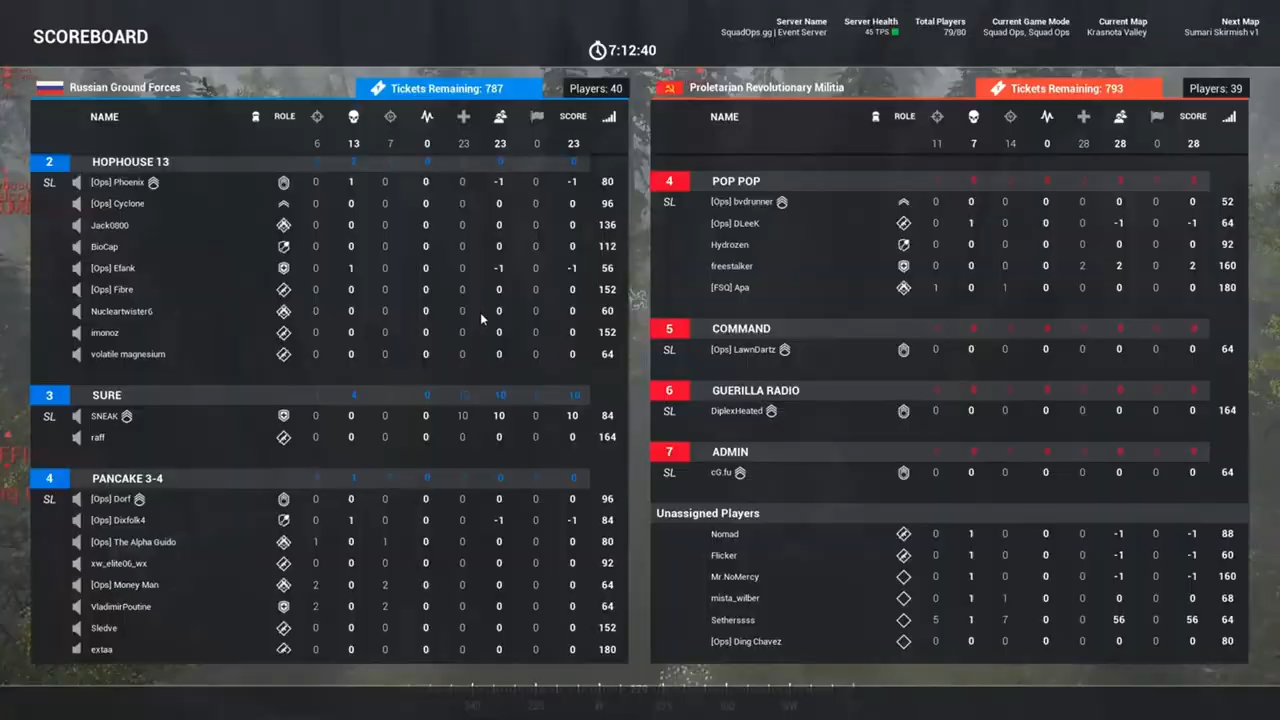 SCOREBOARD
Server Name
SquadOps.gg | Event Server
Server Health
45 TPS
Total Players
79/80
Current Game Mode
Squad Ops, Squad Ops
Current Map
Krasnota Valley
Next Map
Sumari Skirmish v1
7:12:40
Russian Ground Forces
Tickets Remaining: 787
Players: 40
NAME ROLE SCORE
6 13 7 0 23 23 23
2 HOPHOUSE 13 2 0 0 0
SL [Ops] Phoenix 0 1 0 0 0 -1 0 -1 80
[Ops] Cyclone 0 0 0 0 0 0 0 0 96
Jack0800 0 0 0 0 0 0 0 0 136
BioCap 0 0 0 0 0 0 0 0 112
[Ops] Efank 0 1 0 0 0 -1 0 -1 56
[Ops] Fibre 0 0 0 0 0 0 0 0 152
Nucleartwister6 0 0 0 0 0 0 0 0 60
imonoz 0 0 0 0 0 0 0 0 152
volatile magnesium 0 0 0 0 0 0 0 0 64
3 SURE 4 0 10 10 10
SL SNEAK 0 0 0 0 10 10 0 10 84
raff 0 0 0 0 0 0 0 0 164
4 PANCAKE 3-4 1 0 0 0
SL [Ops] Dorf 0 0 0 0 0 0 0 0 96
[Ops] Dixfolk4 0 1 0 0 0 -1 0 -1 84
[Ops] The Alpha Guido 1 0 1 0 0 0 0 0 80
xw_elite06_wx 0 0 0 0 0 0 0 0 92
[Ops] Money Man 2 0 2 0 0 0 0 0 64
VladimirPoutine 2 0 2 0 0 0 0 0 64
Sledve 0 0 0 0 0 0 0 0 152
extaa 0 0 0 0 0 0 0 0 180
Proletarian Revolutionary Militia
Tickets Remaining: 793
Players: 39
NAME ROLE SCORE
11 7 14 0 28 28 28
4 POP POP
SL [Ops] bvdrunner 0 0 0 0 0 0 0 0 52
[Ops] DLeeK 0 1 0 0 0 -1 0 -1 64
Hydrozen 0 0 0 0 0 0 0 0 92
freestalker 0 0 0 0 2 2 0 2 160
[FSQ] Apa 1 0 1 0 0 0 0 0 180
5 COMMAND
SL [Ops] LawnDartz 0 0 0 0 0 0 0 0 64
6 GUERILLA RADIO
SL DiplexHeated 0 0 0 0 0 0 0 0 164
7 ADMIN
SL cG.fu 0 0 0 0 0 0 0 0 64
Unassigned Players
Nomad 0 1 0 0 0 -1 0 -1 88
Flicker 0 1 0 0 0 -1 0 -1 60
Mr.NoMercy 0 1 0 0 0 -1 0 -1 160
mista_wilber 0 1 1 0 0 0 0 0 68
Setherssss 5 1 7 0 0 56 0 56 64
[Ops] Ding Chavez 0 0 0 0 0 0 0 0 80